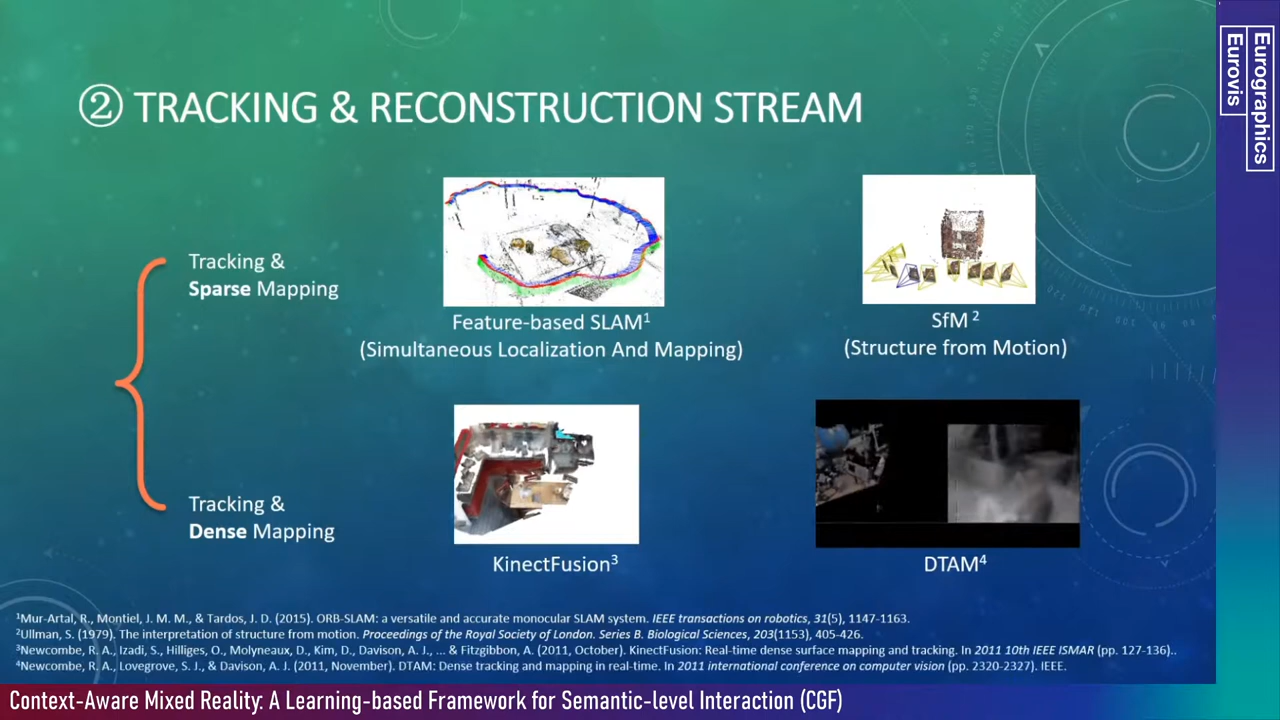 ② TRACKING & RECONSTRUCTION STREAM
Tracking &
Sparse Mapping
Feature-based SLAM¹
(Simultaneous Localization And Mapping)
SfM ²
(Structure from Motion)
Tracking &
Dense Mapping
KinectFusion³
DTAM⁴
¹Mur-Artal, R., Montiel, J. M. M., & Tardos, J. D. (2015). ORB-SLAM: a versatile and accurate monocular SLAM system. IEEE transactions on robotics, 31(5), 1147-1163.
²Ullman, S. (1979). The interpretation of structure from motion. Proceedings of the Royal Society of London. Series B. Biological Sciences, 203(1153), 405-426.
³Newcombe, R. A., Izadi, S., Hilliges, O., Molyneaux, D., Kim, D., Davison, A. J., ... & Fitzgibbon, A. (2011, October). KinectFusion: Real-time dense surface mapping and tracking. In 2011 10th IEEE ISMAR (pp. 127-136)..
⁴Newcombe, R. A., Lovegrove, S. J., & Davison, A. J. (2011, November). DTAM: Dense tracking and mapping in real-time. In 2011 international conference on computer vision (pp. 2320-2327). IEEE.
Eurographics
Eurovis
Context-Aware Mixed Reality: A Learning-based Framework for Semantic-level Interaction (CGF)